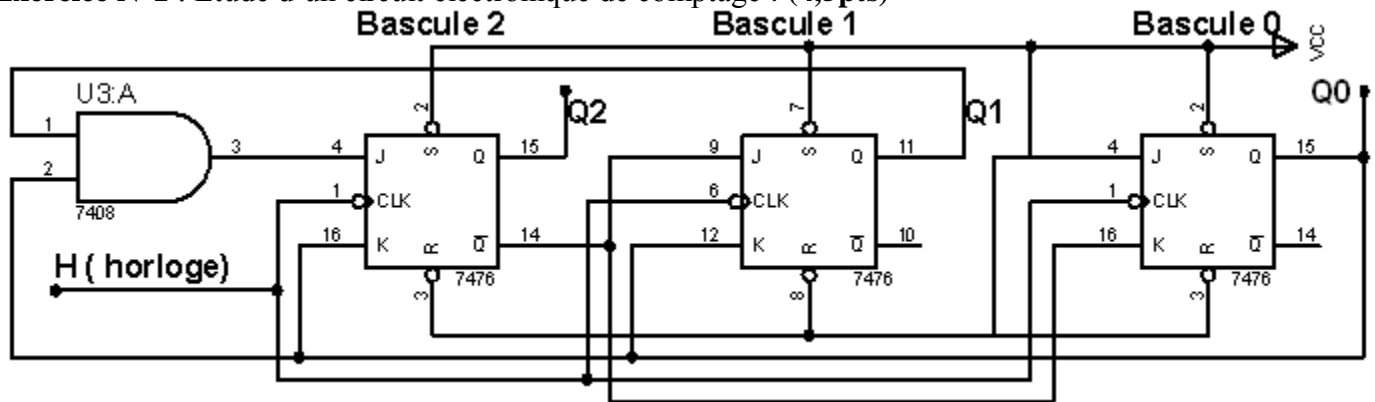 Exercice N°2 : Etude d'un circuit électronique de comptage : (4,5pts)
Bascule 2 Bascule 1 Bascule 0
VCC
U3:A
1
2
3
7408
H ( horloge)
2
4 J S Q 15
Q2
1 CLK
16 K R Q 14
3
7476
7
9 J S Q 11
Q1
6 CLK
12 K R Q 10
8
7476
2
4 J S Q 15
Q0
1 CLK
16 K R Q 14
3
7476